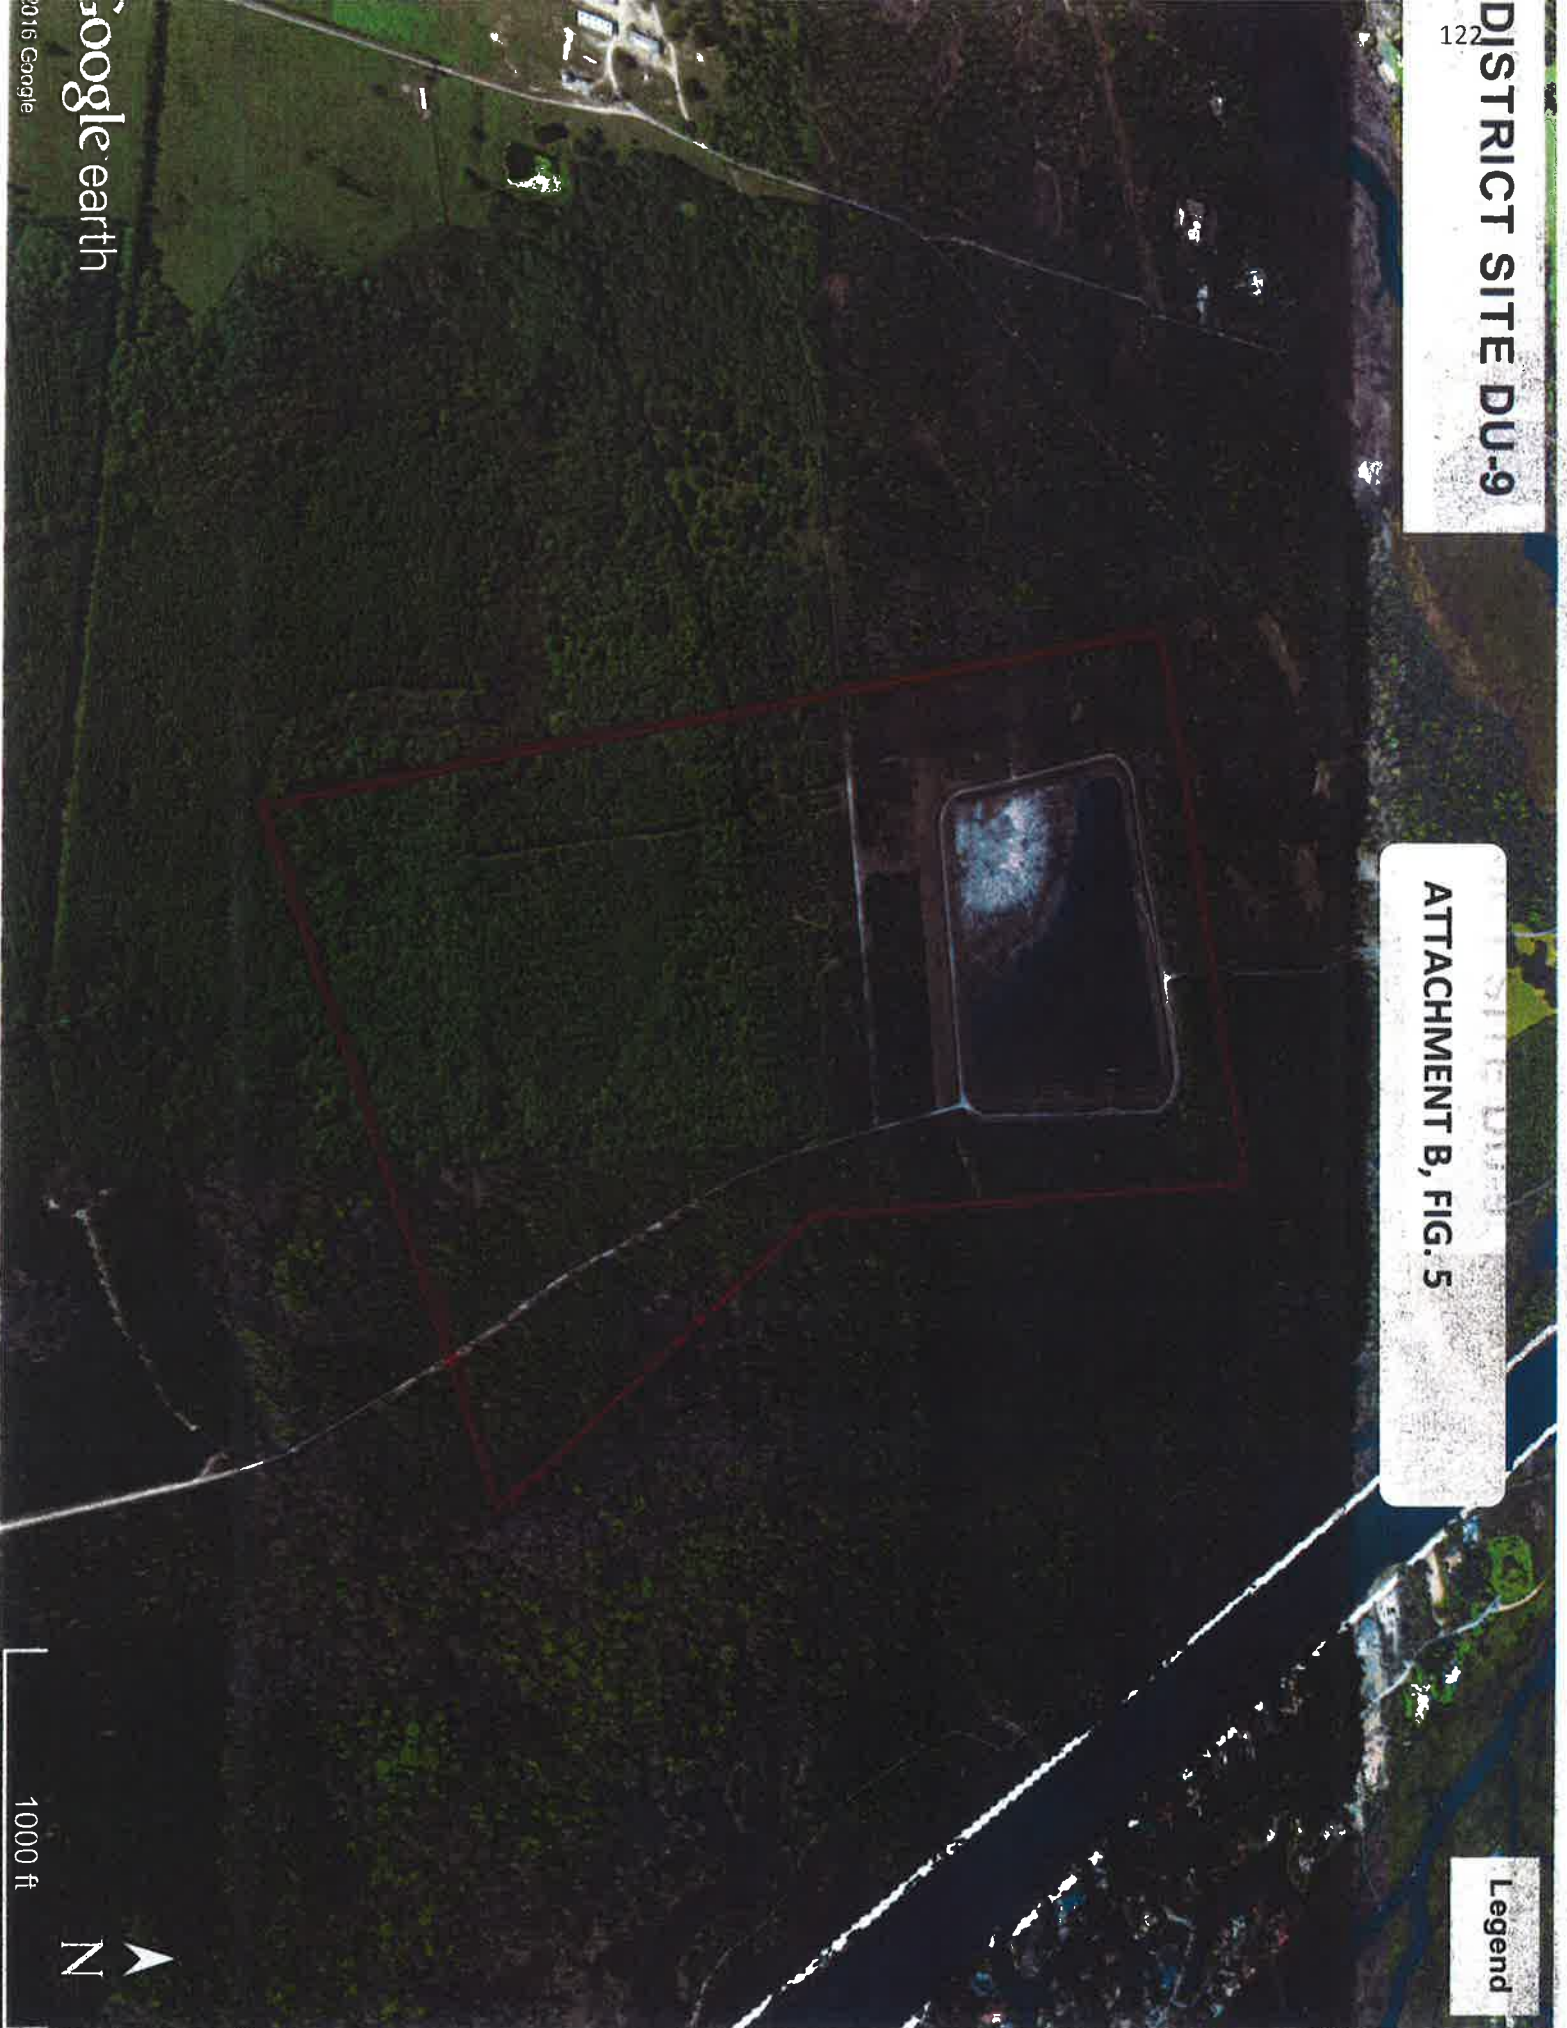 122
DISTRICT SITE DU-9
ATTACHMENT B, FIG. 5
Legend
Google earth
2016 Google
1000 ft
N